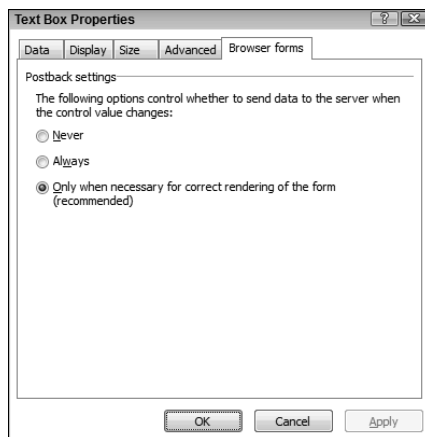 Text Box Properties
Data Display Size Advanced Browser forms
Postback settings
The following options control whether to send data to the server when
the control value changes:
Never
Always
Only when necessary for correct rendering of the form
(recommended)
OK Cancel Apply